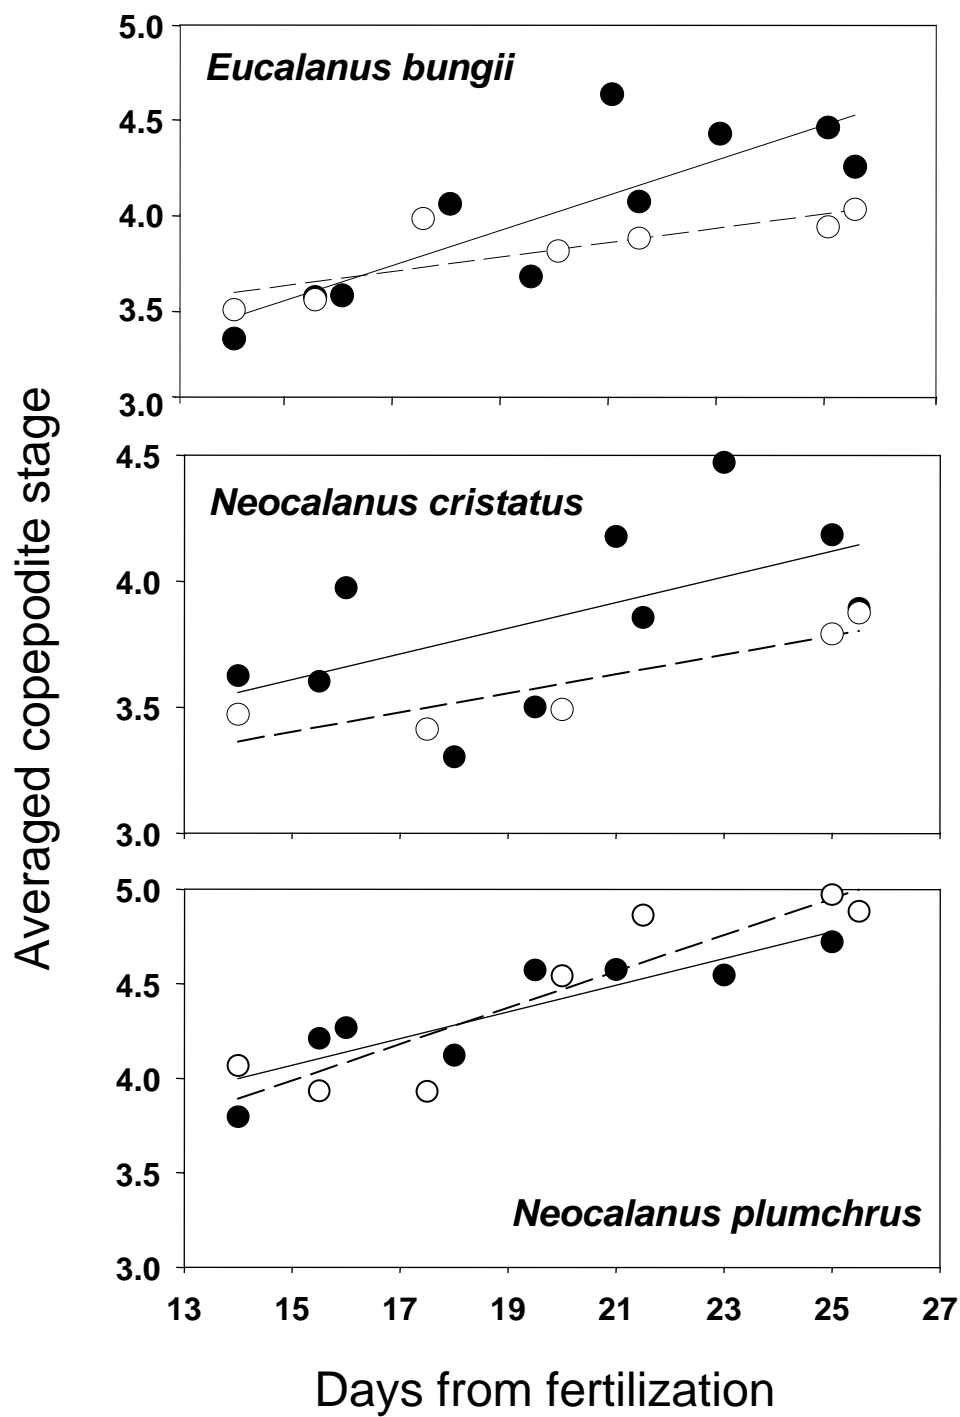 5.0
Eucalanus bungii
4.5
4.0
3.5
3.0
4.5
Neocalanus cristatus
4.0
3.5
3.0
5.0
4.5
4.0
3.5
Neocalanus plumchrus
3.0
13 15 17 19 21 23 25 27
Averaged copepodite stage
Days from fertilization